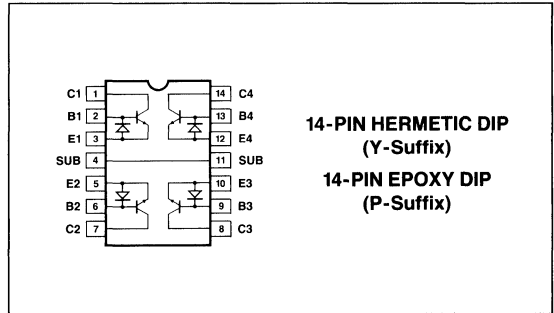 C1 1 14 C4
B1 2 13 B4
E1 3 12 E4
SUB 4 11 SUB
E2 5 10 E3
B2 6 9 B3
C2 7 8 C3
14-PIN HERMETIC DIP
(Y-Suffix)
14-PIN EPOXY DIP
(P-Suffix)